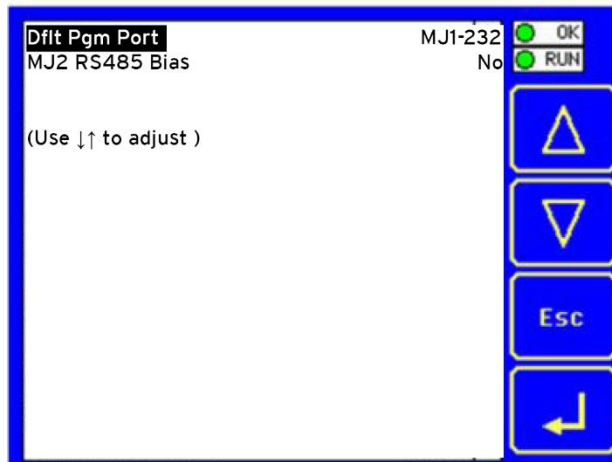 Dflt Pgm Port MJ1-232
MJ2 RS485 Bias No
(Use ↓↑ to adjust )
OK
RUN
Esc